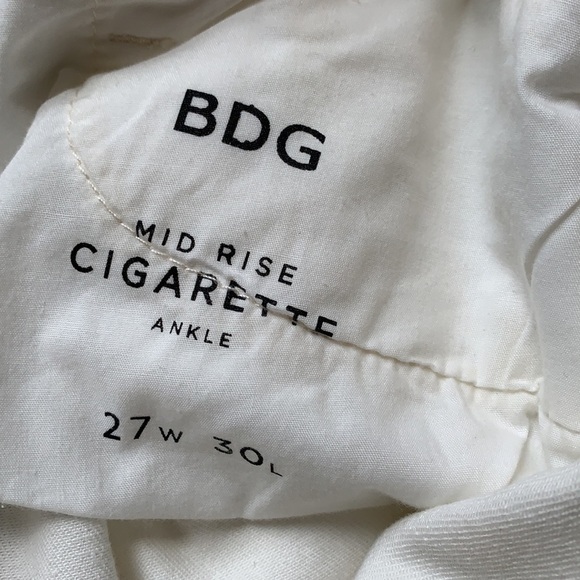 BDG
MID RISE
CIGARETTE
ANKLE
27W 30L